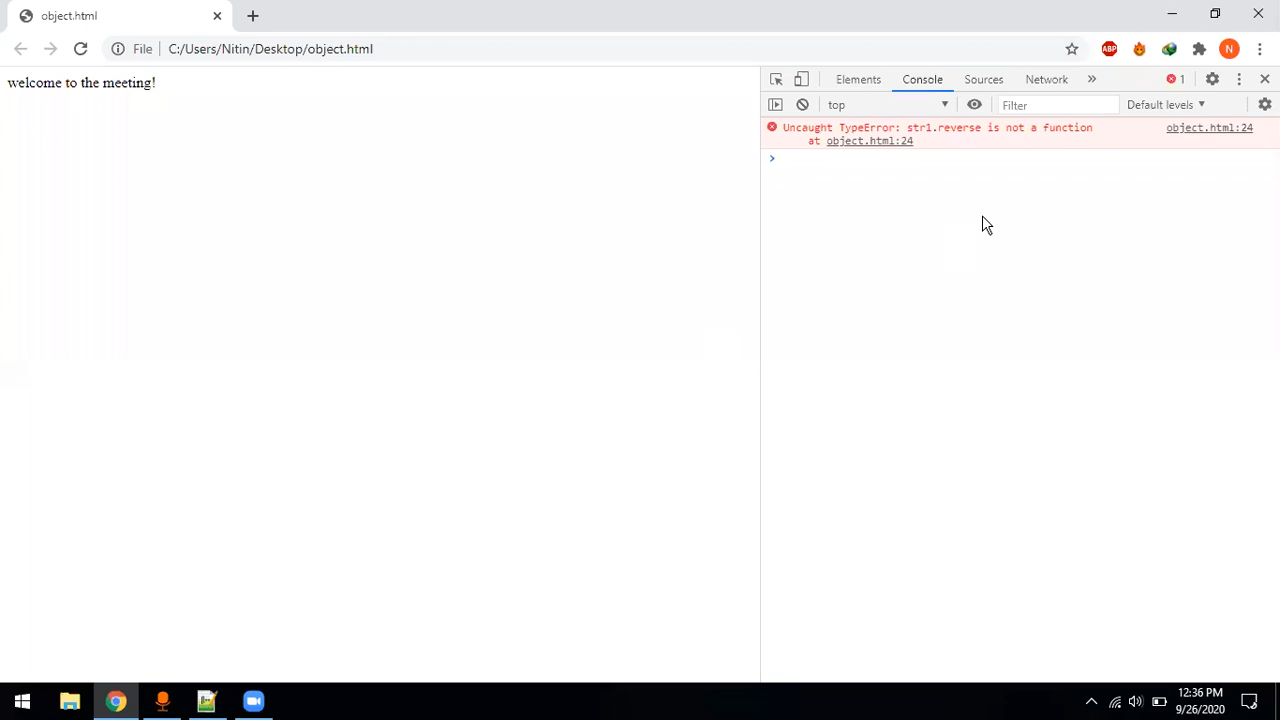 object.html
File C:/Users/Nitin/Desktop/object.html
ABP
N
welcome to the meeting!
Elements Console Sources Network » 1
top Filter Default levels
Uncaught TypeError: str1.reverse is not a function object.html:24
at object.html:24
>
12:36 PM
9/26/2020